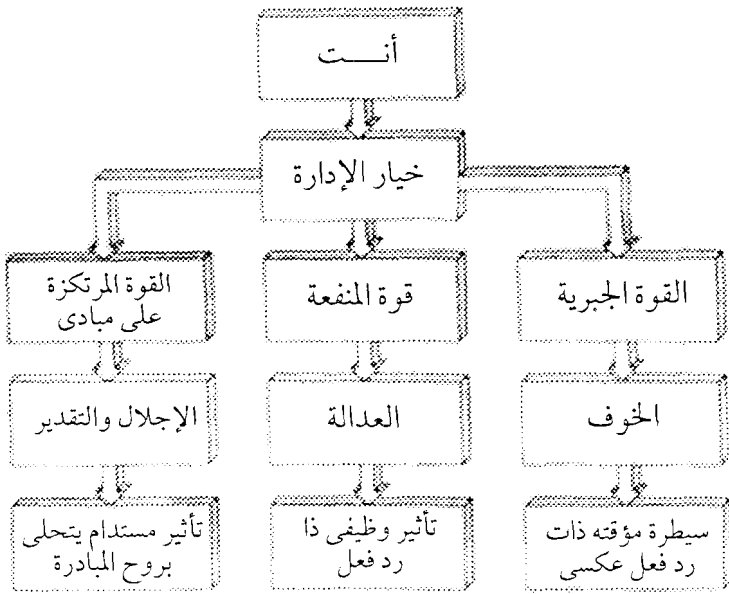 أنــــت
خيار الإدارة
القوة الجبرية
قوة المنفعة
القوة المرتكزة
على مبادى
الخوف
العدالة
الإجلال والتقدير
سيطرة مؤقته ذات
رد فعل عكسى
تأثير وظيفى ذا
رد فعل
تأثير مستدام يتحلى
بروح المبادرة